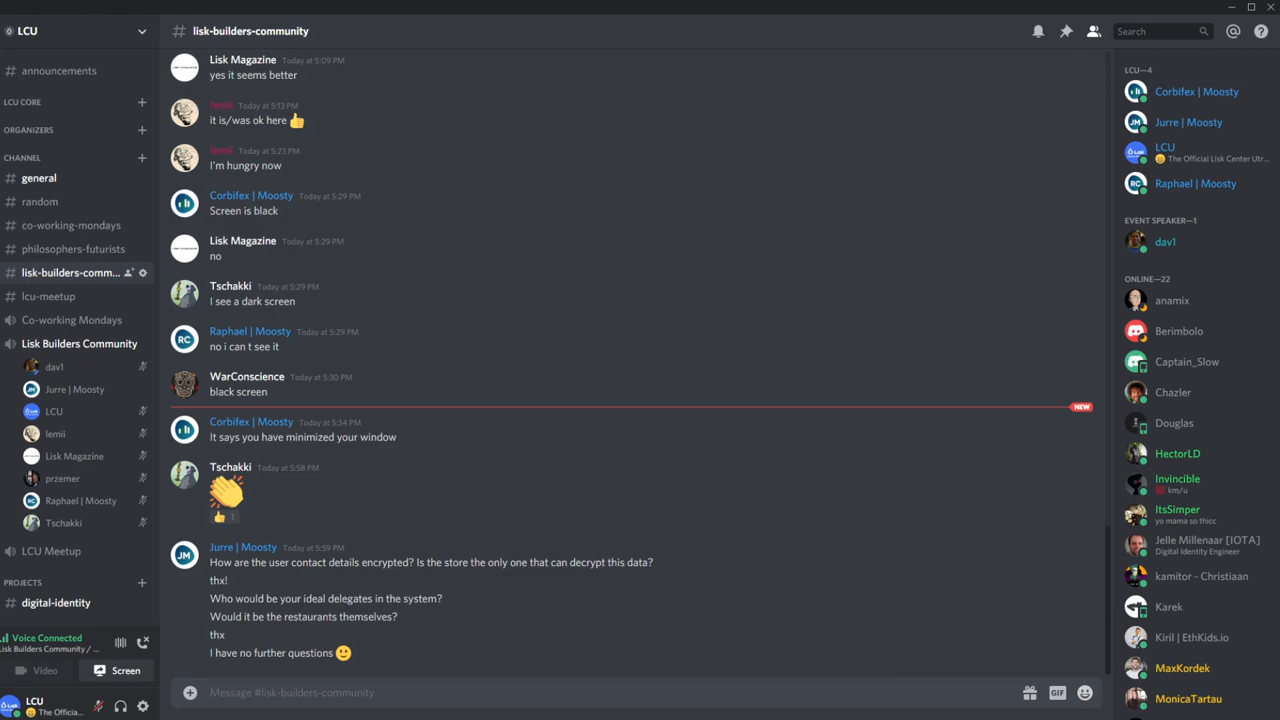 LCU
announcements
LCU CORE
ORGANIZERS
CHANNEL
general
random
co-working-mondays
philosophers-futurists
lisk-builders-comm...
lcu-meetup
Co-working Mondays
Lisk Builders Community
dav1
Jurre | Moosty
LCU
lemii
Lisk Magazine
przemer
Raphael | Moosty
Tschakki
LCU Meetup
PROJECTS
digital-identity
Voice Connected
Lisk Builders Community / ...
Video
Screen
LCU
The Officia...
# lisk-builders-community
Search
Lisk Magazine Today at 5:09 PM
yes it seems better
lemii Today at 5:13 PM
it is/was ok here 👍
lemii Today at 5:23 PM
I'm hungry now
Corbifex | Moosty Today at 5:29 PM
Screen is black
Lisk Magazine Today at 5:29 PM
no
Tschakki Today at 5:29 PM
I see a dark screen
Raphael | Moosty Today at 5:29 PM
no i can t see it
WarConscience Today at 5:30 PM
black screen
NEW
Corbifex | Moosty Today at 5:34 PM
It says you have minimized your window
Tschakki Today at 5:58 PM
👏
👍 1
JM
Jurre | Moosty Today at 5:59 PM
How are the user contact details encrypted? Is the store the only one that can decrypt this data?
thx!
Who would be your ideal delegates in the system?
Would it be the restaurants themselves?
thx
I have no further questions 🙂
Message #lisk-builders-community
GIF
LCU—4
Corbifex | Moosty
Jurre | Moosty
LCU
The Official Lisk Center Utr...
Raphael | Moosty
EVENT SPEAKER—1
dav1
ONLINE—22
anamix
Berimbolo
Captain_Slow
Chazler
Douglas
HectorLD
Invincible
km/u
ItsSimper
yo mama so thicc
Jelle Millenaar [IOTA]
Digital Identity Engineer
kamitor - Christiaan
Karek
Kiril | EthKids.io
MaxKordek
MonicaTartau